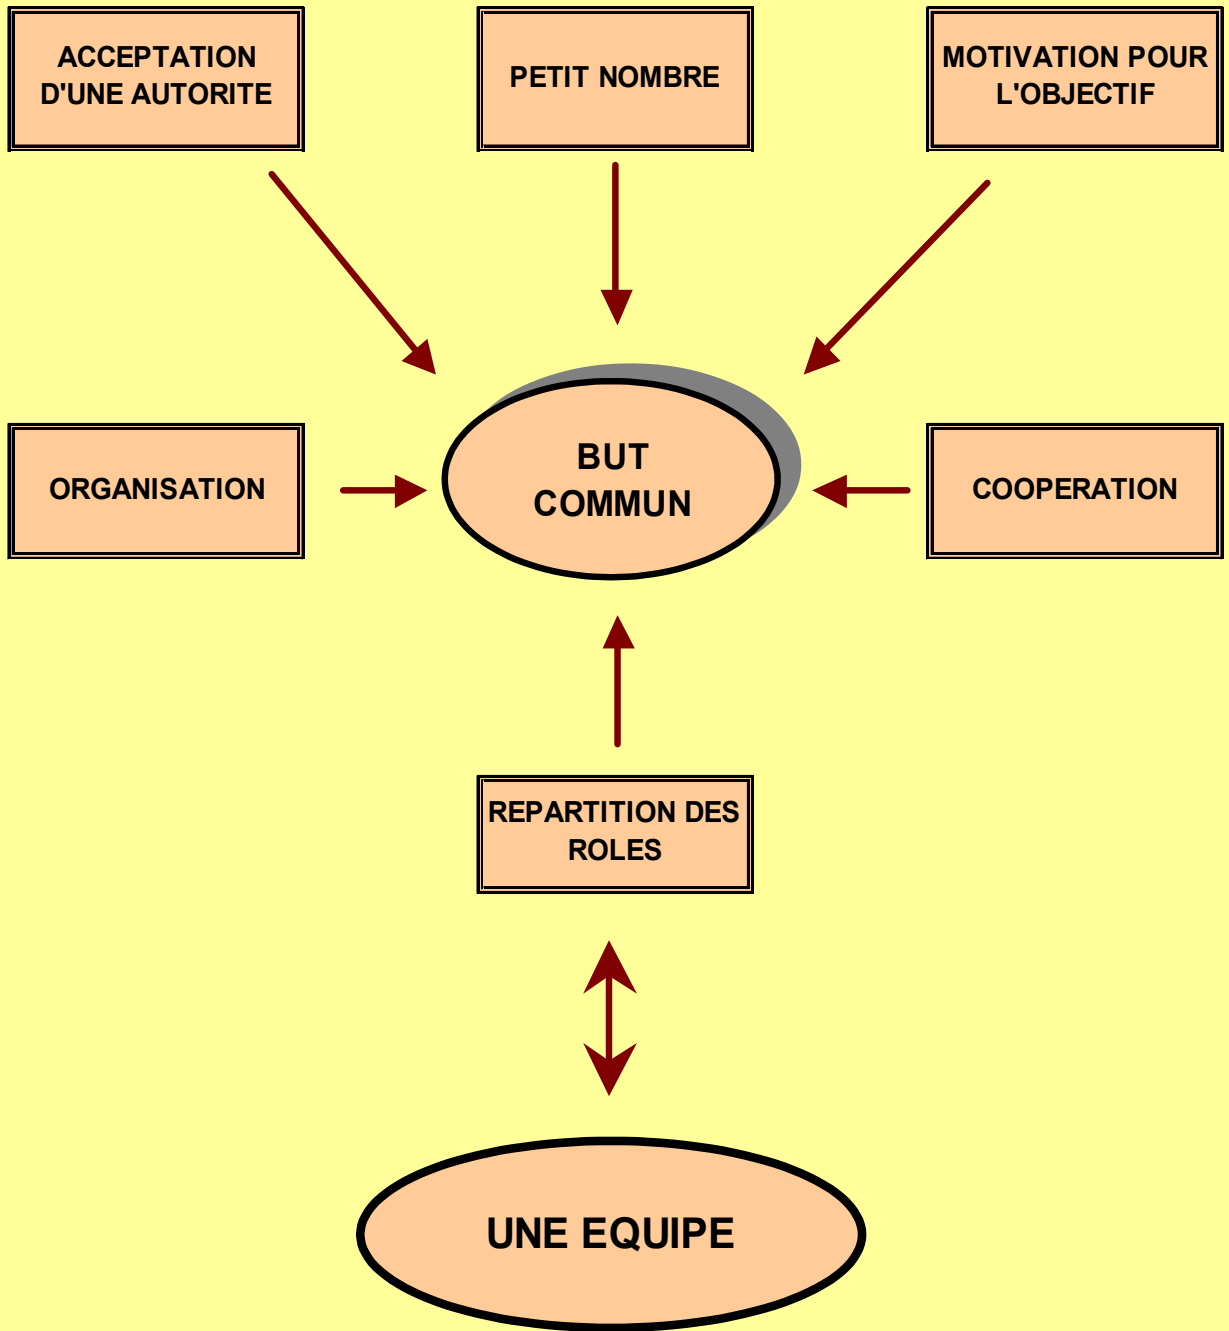 ACCEPTATION
D'UNE AUTORITE
PETIT NOMBRE
MOTIVATION POUR
L'OBJECTIF
ORGANISATION
BUT
COMMUN
COOPERATION
REPARTITION DES
ROLES
UNE EQUIPE